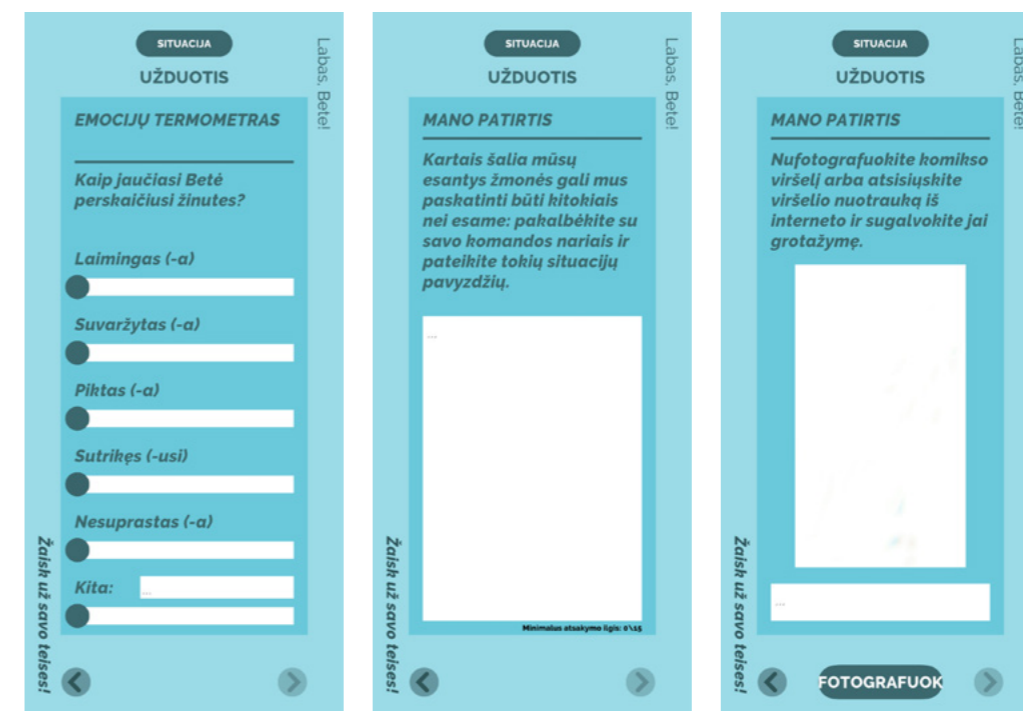 SITUACIJA
UŽDUOTIS
Labas, Bete!
EMOCIJŲ TERMOMETRAS
Kaip jaučiasi Betė
perskaičiusi žinutes?
Laimingas (-a)
Suvaržytas (-a)
Piktas (-a)
Sutrikęs (-usi)
Nesuprastas (-a)
Kita:
...
Žaisk už savo teises!
SITUACIJA
UŽDUOTIS
Labas, Bete!
MANO PATIRTIS
Kartais šalia mūsų
esantys žmonės gali mus
paskatinti būti kitokiais
nei esame: pakalbėkite su
savo komandos nariais ir
pateikite tokių situacijų
pavyzdžių.
...
Minimalus atsakymo ilgis: 0\15
Žaisk už savo teises!
SITUACIJA
UŽDUOTIS
Labas, Bete!
MANO PATIRTIS
Nufotografuokite komikso
viršelį arba atsisiųskite
viršelio nuotrauką iš
interneto ir sugalvokite jai
grotažymę.
...
Žaisk už savo teises!
FOTOGRAFUOK